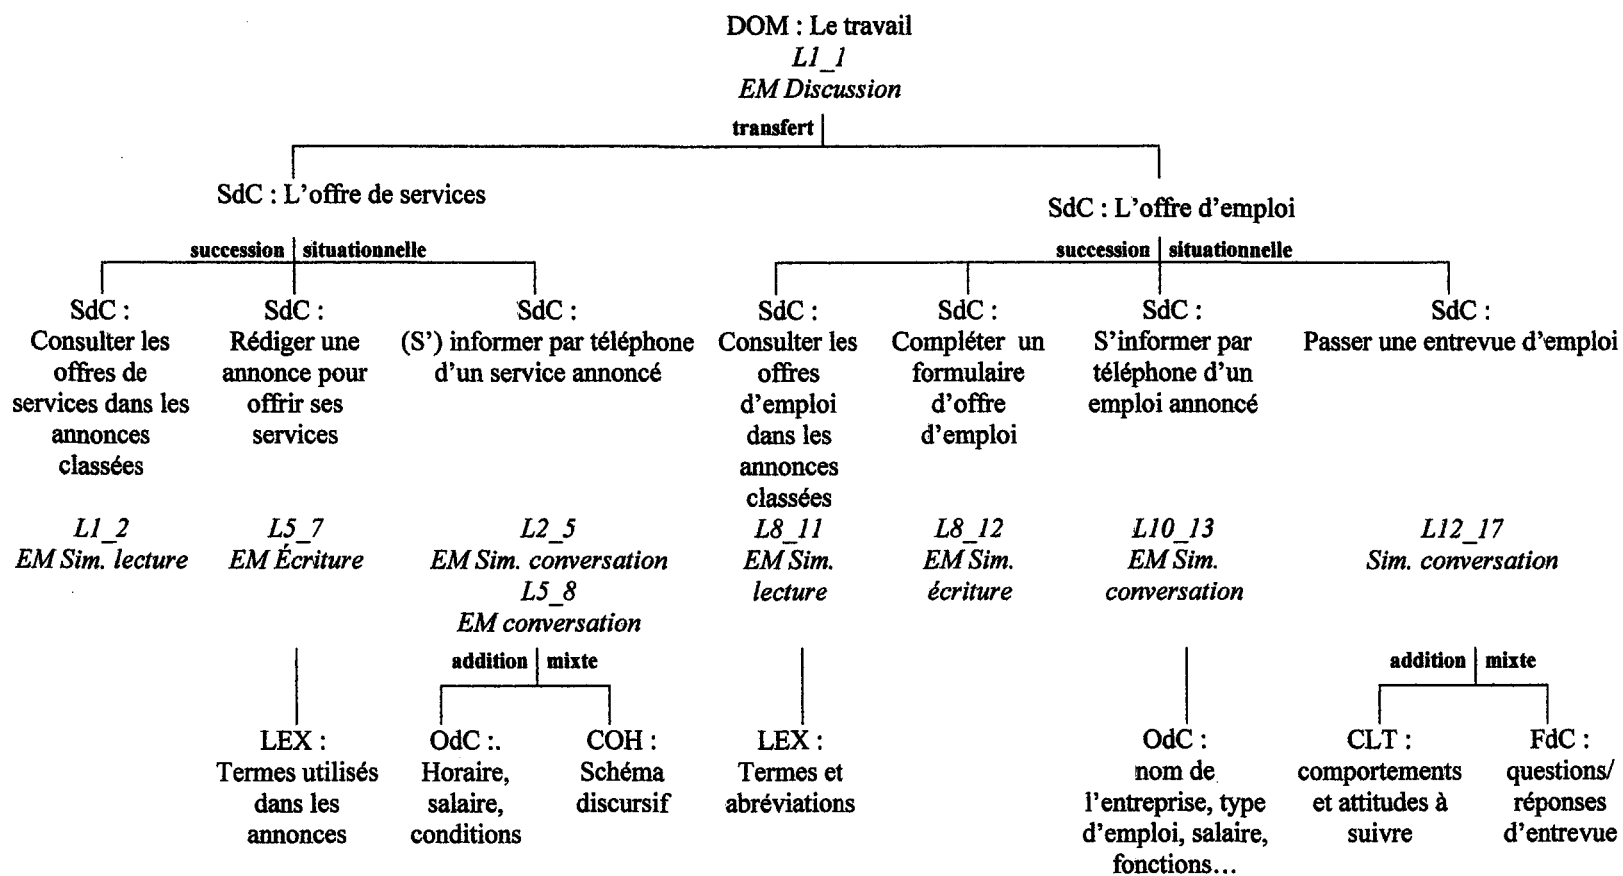 DOM : Le travail
L1_1
EM Discussion
transfert
SdC : L'offre de services
SdC : L'offre d'emploi
succession situationnelle
succession situationnelle
SdC :
Consulter les
offres de
services dans les
annonces
classées
L1_2
EM Sim. lecture
SdC :
Rédiger une
annonce pour
offrir ses
services
L5_7
EM Écriture
LEX :
Termes utilisés
dans les
annonces
SdC :
(S') informer par téléphone
d'un service annoncé
L2_5
EM Sim. conversation
L5_8
EM conversation
addition mixte
OdC :.
Horaire,
salaire,
conditions
COH :
Schéma
discursif
SdC :
Consulter les
offres
d'emploi
dans les
annonces
classées
L8_11
EM Sim.
lecture
LEX :
Termes et
abréviations
SdC :
Compléter un
formulaire
d'offre
d'emploi
L8_12
EM Sim.
écriture
SdC :
S'informer par
téléphone d'un
emploi annoncé
L10_13
EM Sim.
conversation
OdC :
nom de
l'entreprise, type
d'emploi, salaire,
fonctions...
SdC :
Passer une entrevue d'emploi
L12_17
Sim. conversation
addition mixte
CLT :
comportements
et attitudes à
suivre
FdC :
questions/
réponses
d'entrevue